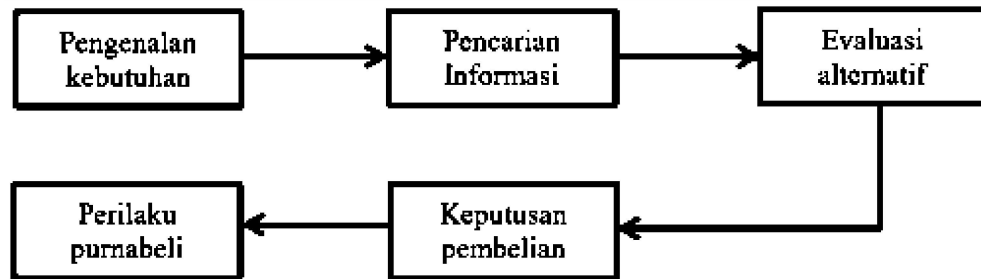 Pengenalan
kebutuhan
Pencarian
Informasi
Evaluasi
alternatif
Perilaku
purnabeli
Keputusan
pembelian